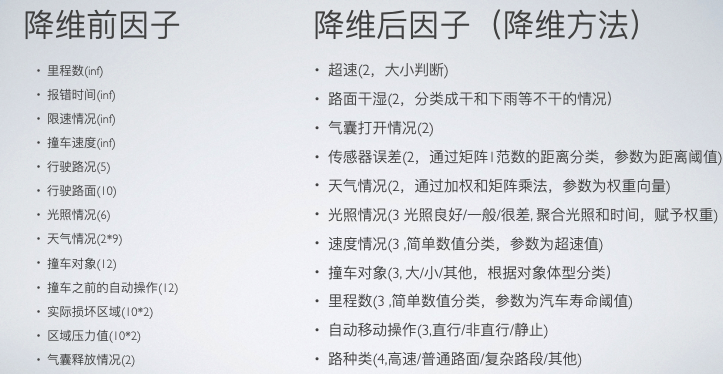 降维前因子
• 里程数(inf)
• 报错时间(inf)
• 限速情况(inf)
• 撞车速度(inf)
• 行驶路况(5)
• 行驶路面(10)
• 光照情况(6)
• 天气情况(2*9)
• 撞车对象(12)
• 撞车之前的自动操作(12)
• 实际损坏区域(10*2)
• 区域压力值(10*2)
• 气囊释放情况(2)
降维后因子（降维方法）
• 超速(2，大小判断)
• 路面干湿(2，分类成干和下雨等不干的情况）
• 气囊打开情况(2)
• 传感器误差(2，通过矩阵1范数的距离分类，参数为距离阈值)
• 天气情况(2，通过加权和矩阵乘法，参数为权重向量)
• 光照情况(3 光照良好/一般/很差, 聚合光照和时间，赋予权重)
• 速度情况(3 ,简单数值分类，参数为超速值)
• 撞车对象(3, 大/小/其他，根据对象体型分类）
• 里程数(3 ,简单数值分类，参数为汽车寿命阈值)
• 自动移动操作(3,直行/非直行/静止)
• 路种类(4,高速/普通路面/复杂路段/其他)